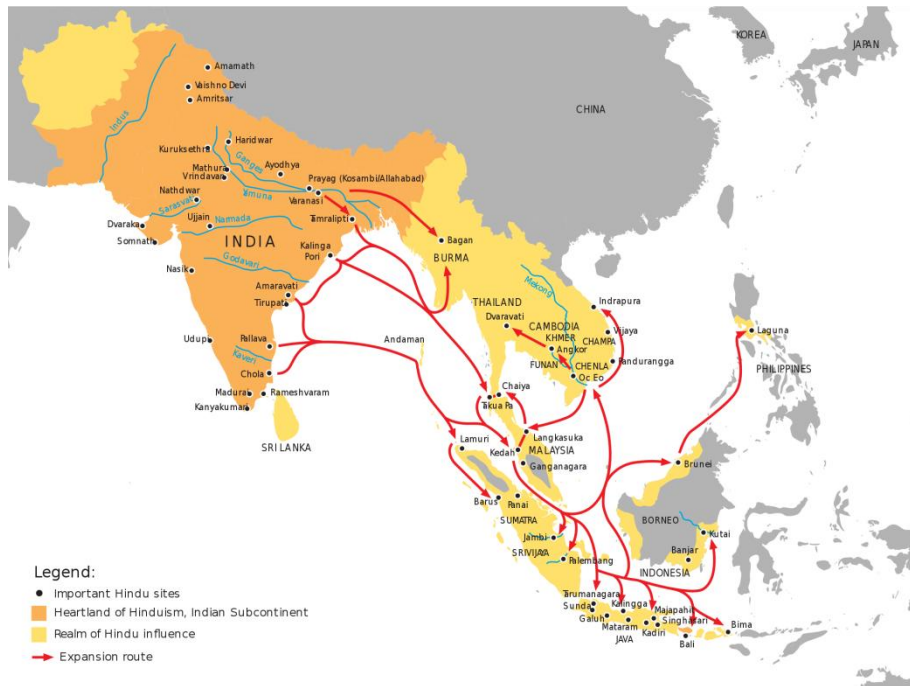 KOREA
JAPAN
Amarnath
Vaishno Devi
Amritsar
CHINA
Indus
Haridwar
Kuruksethra
Ganges
Ayodhya
Mathura
Vrindavan
Prayag (Kosambi/Allahabad)
Yamuna
Varanasi
Nathdwar
Sarasvati
Tamralipti
Dvaraka
Ujjain
Narmada
Somnath
INDIA
Kalinga
Pori
Bagan
BURMA
Nasik
Godavari
Mekong
Amaravati
Tirupati
THAILAND
Indrapura
Dvaravati
CAMBODIA
KHMER
Angkor
Vijaya
CHAMPA
Laguna
PHILIPPINES
Udupi
Pallava
Andaman
FUNAN
CHENLA
Pandurangga
Kaveri
Chola
Oc Eo
Madurai
Rameshvaram
Chaiya
Takua Pa
Kanyakumari
SRI LANKA
Langkasuka
Lamuri
Kedah
MALAYSIA
Ganganagara
Brunei
Barus
Panai
SUMATRA
BORNEO
Kutai
Jambi
SRIVIJAYA
Palembang
Banjar
INDONESIA
Legend:
Important Hindu sites
Heartland of Hinduism, Indian Subcontinent
Realm of Hindu influence
Expansion route
Tarumanagara
Sunda
Kalingga
Majapahit
Singhasari
Galuh
Mataram
Kadiri
Bima
JAVA
Bali